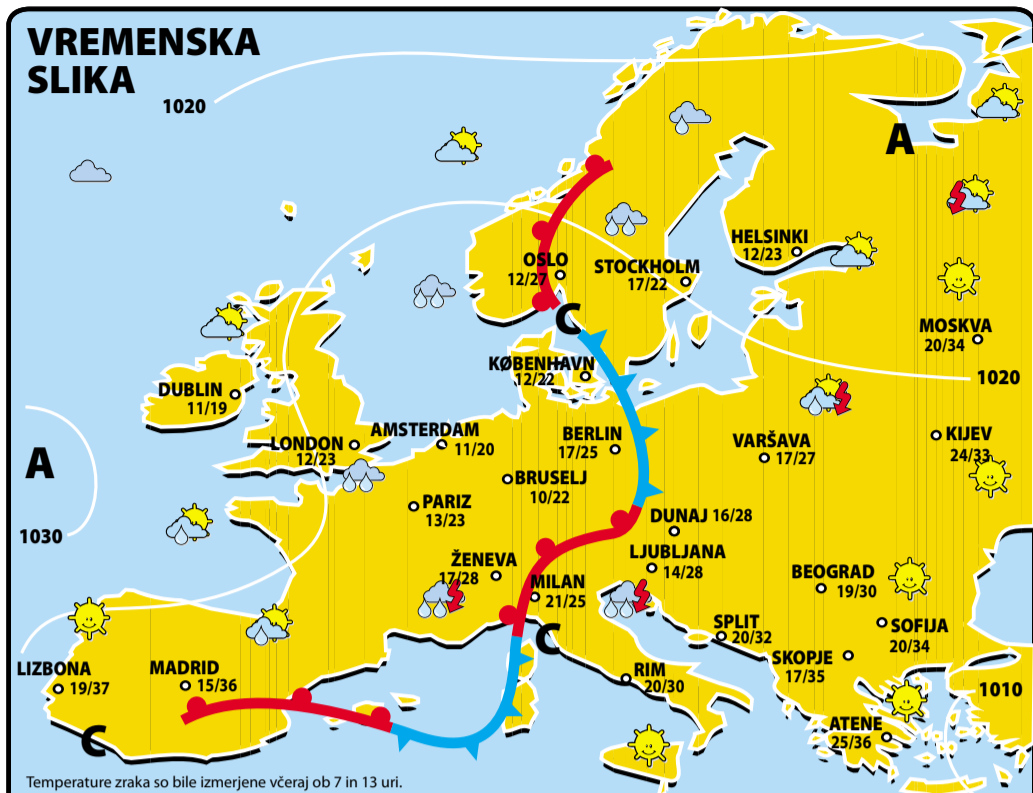 VREMENSKA
SLIKA
1020
A
OSLO
12/27
STOCKHOLM
17/22
HELSINKI
12/23
C
MOSKVA
20/34
KØBENHAVN
12/22
1020
DUBLIN
11/19
LONDON
12/23
AMSTERDAM
11/20
BERLIN
17/25
VARŠAVA
17/27
KIJEV
24/33
A
BRUSELJ
10/22
PARIZ
13/23
DUNAJ 16/28
1030
ŽENEVA
17/28
MILAN
21/25
LJUBLJANA
14/28
BEOGRAD
19/30
C
SPLIT
20/32
SOFIJA
20/34
LIZBONA
19/37
MADRID
15/36
RIM
20/30
SKOPJE
17/35
1010
C
ATENE
25/36
Temperature zraka so bile izmerjene včeraj ob 7 in 13 uri.